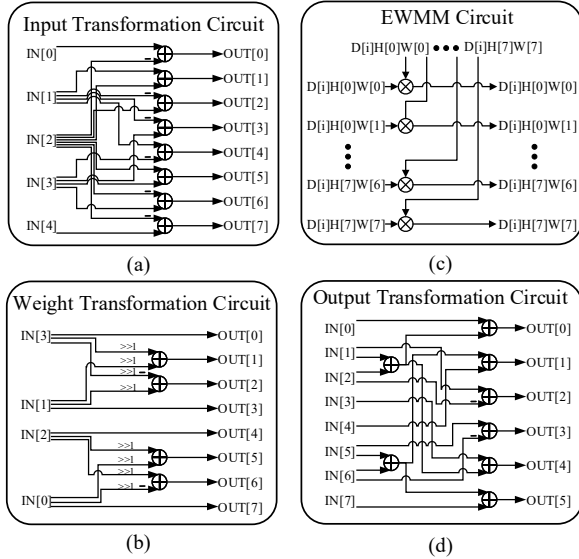 Input Transformation Circuit
IN[0]
IN[1]
IN[2]
IN[3]
IN[4]
OUT[0]
OUT[1]
OUT[2]
OUT[3]
OUT[4]
OUT[5]
OUT[6]
OUT[7]
(a)
EWMM Circuit
D[i]H[0]W[0] ●●● D[i]H[7]W[7]
D[i]H[0]W[0] D[i]H[0]W[0]
D[i]H[0]W[1] D[i]H[0]W[1]
D[i]H[7]W[6] D[i]H[7]W[6]
D[i]H[7]W[7] D[i]H[7]W[7]
(c)
Weight Transformation Circuit
IN[3]
IN[1]
IN[2]
IN[0]
>>1
>>1
>>1
>>1
>>1
>>1
>>1
>>1
OUT[0]
OUT[1]
OUT[2]
OUT[3]
OUT[4]
OUT[5]
OUT[6]
OUT[7]
(b)
Output Transformation Circuit
IN[0]
IN[1]
IN[2]
IN[3]
IN[4]
IN[5]
IN[6]
IN[7]
OUT[0]
OUT[1]
OUT[2]
OUT[3]
OUT[4]
OUT[5]
(d)